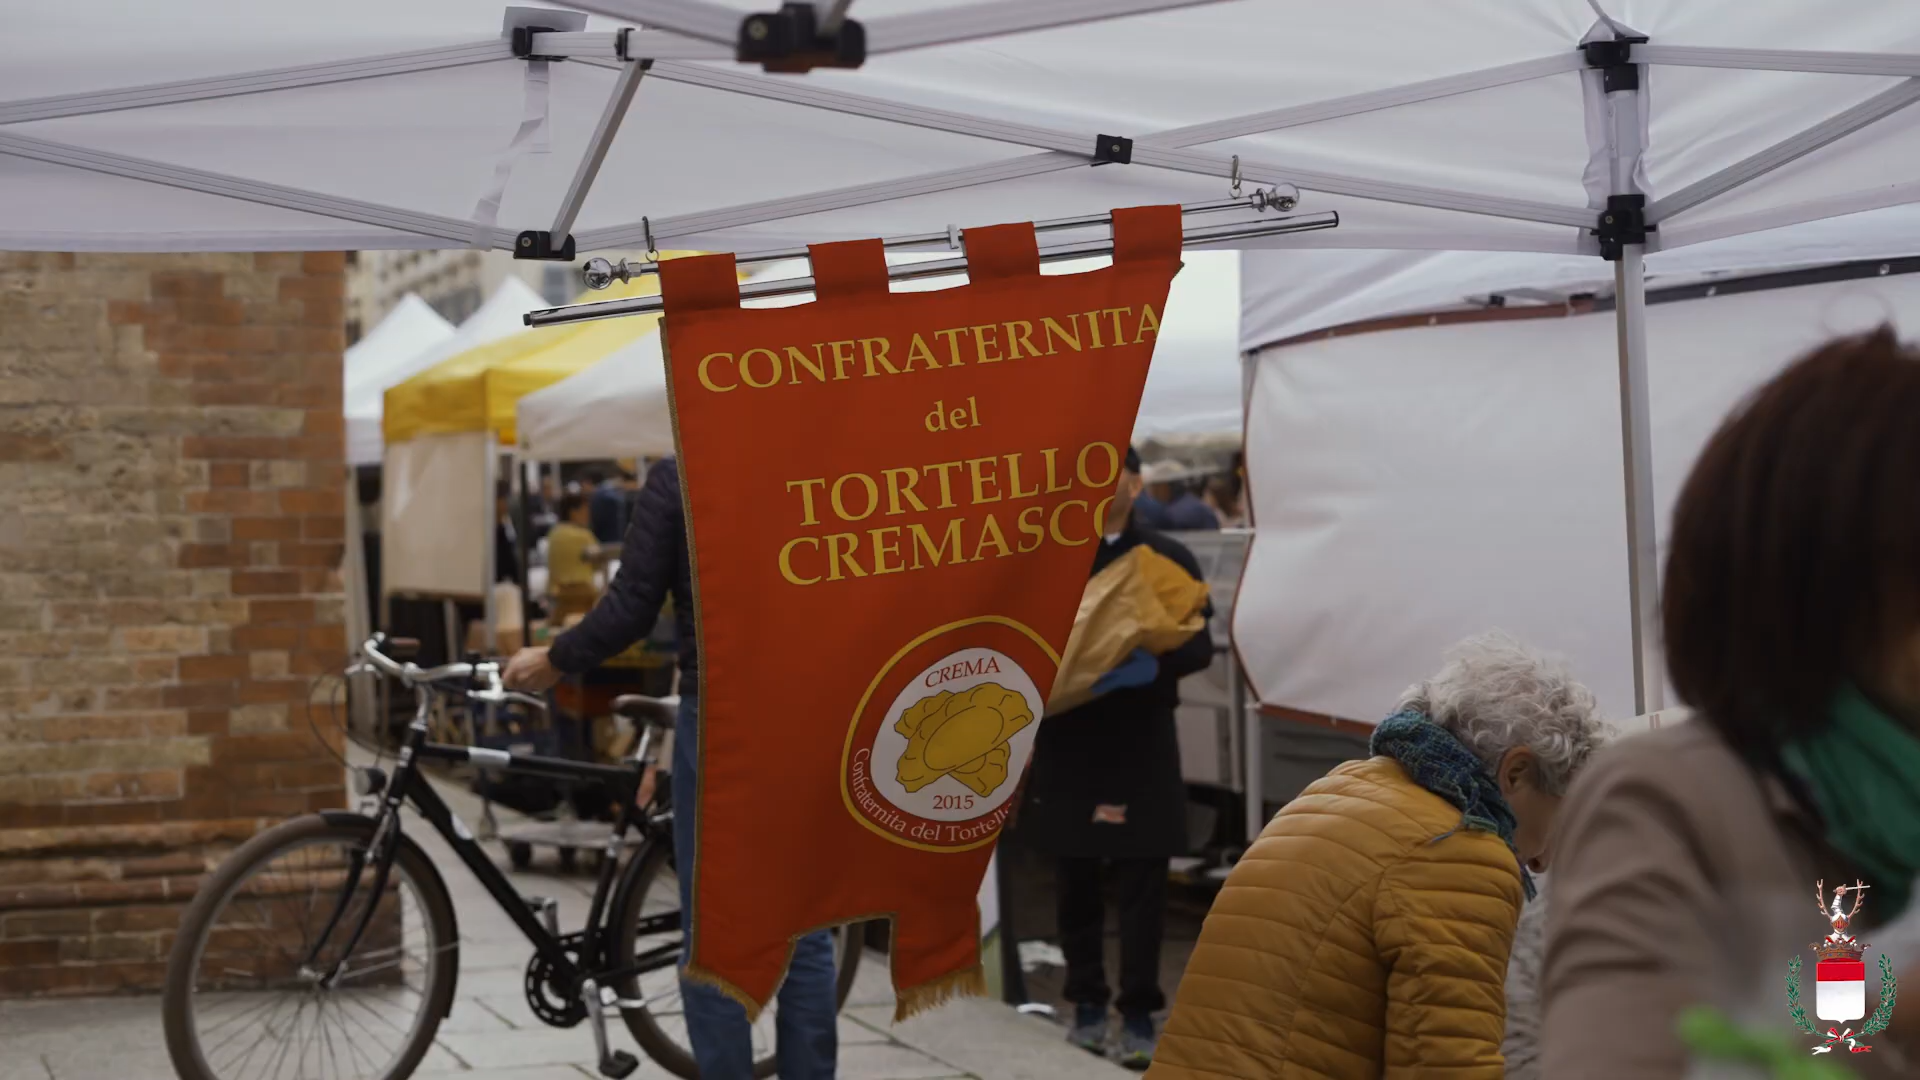 CONFRATERNITA
del
TORTELLO
CREMASCO
CREMA
2015
Confraternita del Tortello